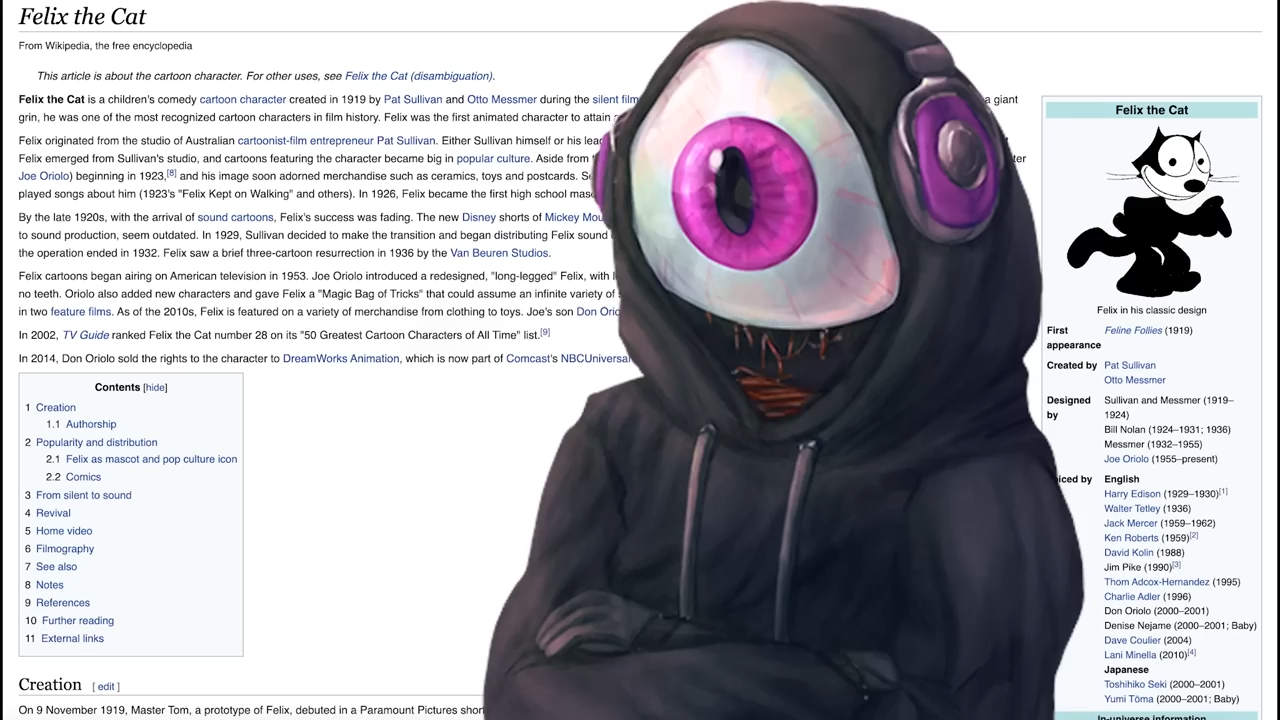 Felix the Cat
From Wikipedia, the free encyclopedia
This article is about the cartoon character. For other uses, see Felix the Cat (disambiguation).
Felix the Cat is a children's comedy cartoon character created in 1919 by Pat Sullivan and Otto Messmer during the silent film a giant
grin, he was one of the most recognized cartoon characters in film history. Felix was the first animated character to attain
Felix originated from the studio of Australian cartoonist-film entrepreneur Pat Sullivan. Either Sullivan himself or his
Felix emerged from Sullivan's studio, and cartoons featuring the character became big in popular culture. Aside from
Joe Oriolo) beginning in 1923,[8] and his image soon adorned merchandise such as ceramics, toys and postcards.
played songs about him (1923's "Felix Kept on Walking" and others). In 1926, Felix became the first high school
By the late 1920s, with the arrival of sound cartoons, Felix's success was fading. The new Disney shorts of Mickey
to sound production, seem outdated. In 1929, Sullivan decided to make the transition and began distributing Felix sound
the operation ended in 1932. Felix saw a brief three-cartoon resurrection in 1936 by the Van Beuren Studios.
Felix cartoons began airing on American television in 1953. Joe Oriolo introduced a redesigned, "long-legged" Felix, with
no teeth. Oriolo also added new characters and gave Felix a "Magic Bag of Tricks" that could assume an infinite variety of
in two feature films. As of the 2010s, Felix is featured on a variety of merchandise from clothing to toys. Joe's son Don
In 2002, TV Guide ranked Felix the Cat number 28 on its "50 Greatest Cartoon Characters of All Time" list.[9]
In 2014, Don Oriolo sold the rights to the character to DreamWorks Animation, which is now part of Comcast's
Contents [hide]
1 Creation
1.1 Authorship
2 Popularity and distribution
2.1 Felix as mascot and pop culture icon
2.2 Comics
3 From silent to sound
4 Revival
5 Home video
6 Filmography
7 See also
8 Notes
9 References
10 Further reading
11 External links
Creation [ edit ]
On 9 November 1919, Master Tom, a prototype of Felix, debuted in a Paramount Pictures
Felix the Cat
Felix in his classic design
First Feline Follies (1919)
appearance
Created by Pat Sullivan
Otto Messmer
Designed Sullivan and Messmer (1919–
by 1924)
Bill Nolan (1924–1931; 1936)
Messmer (1932–1955)
Joe Oriolo (1955–present)
by English
Harry Edison (1929–1930)[1]
Walter Tetley (1936)
Jack Mercer (1959–1962)
Ken Roberts (1959)[2]
David Kolin (1988)
Jim Pike (1990)[3]
Thom Adcox-Hernandez (1995)
Charlie Adler (1996)
Don Oriolo (2000–2001)
Denise Nejame (2000–2001; Baby)
Dave Coulier (2004)
Lani Minella (2010)[4]
Japanese
Toshihiko Seki (2000–2001)
Yumi Tōma (2000–2001; Baby)
In-universe information